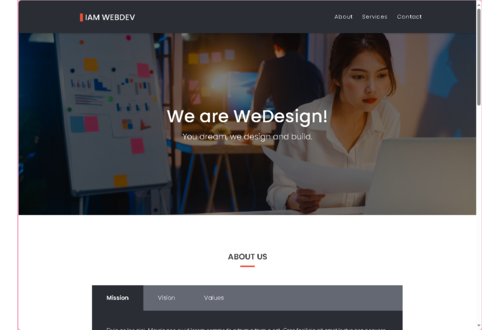 IAM WEBDEV
About Services Contact
We are WeDesign!
You dream, we design and build.
ABOUT US
Mission Vision Values